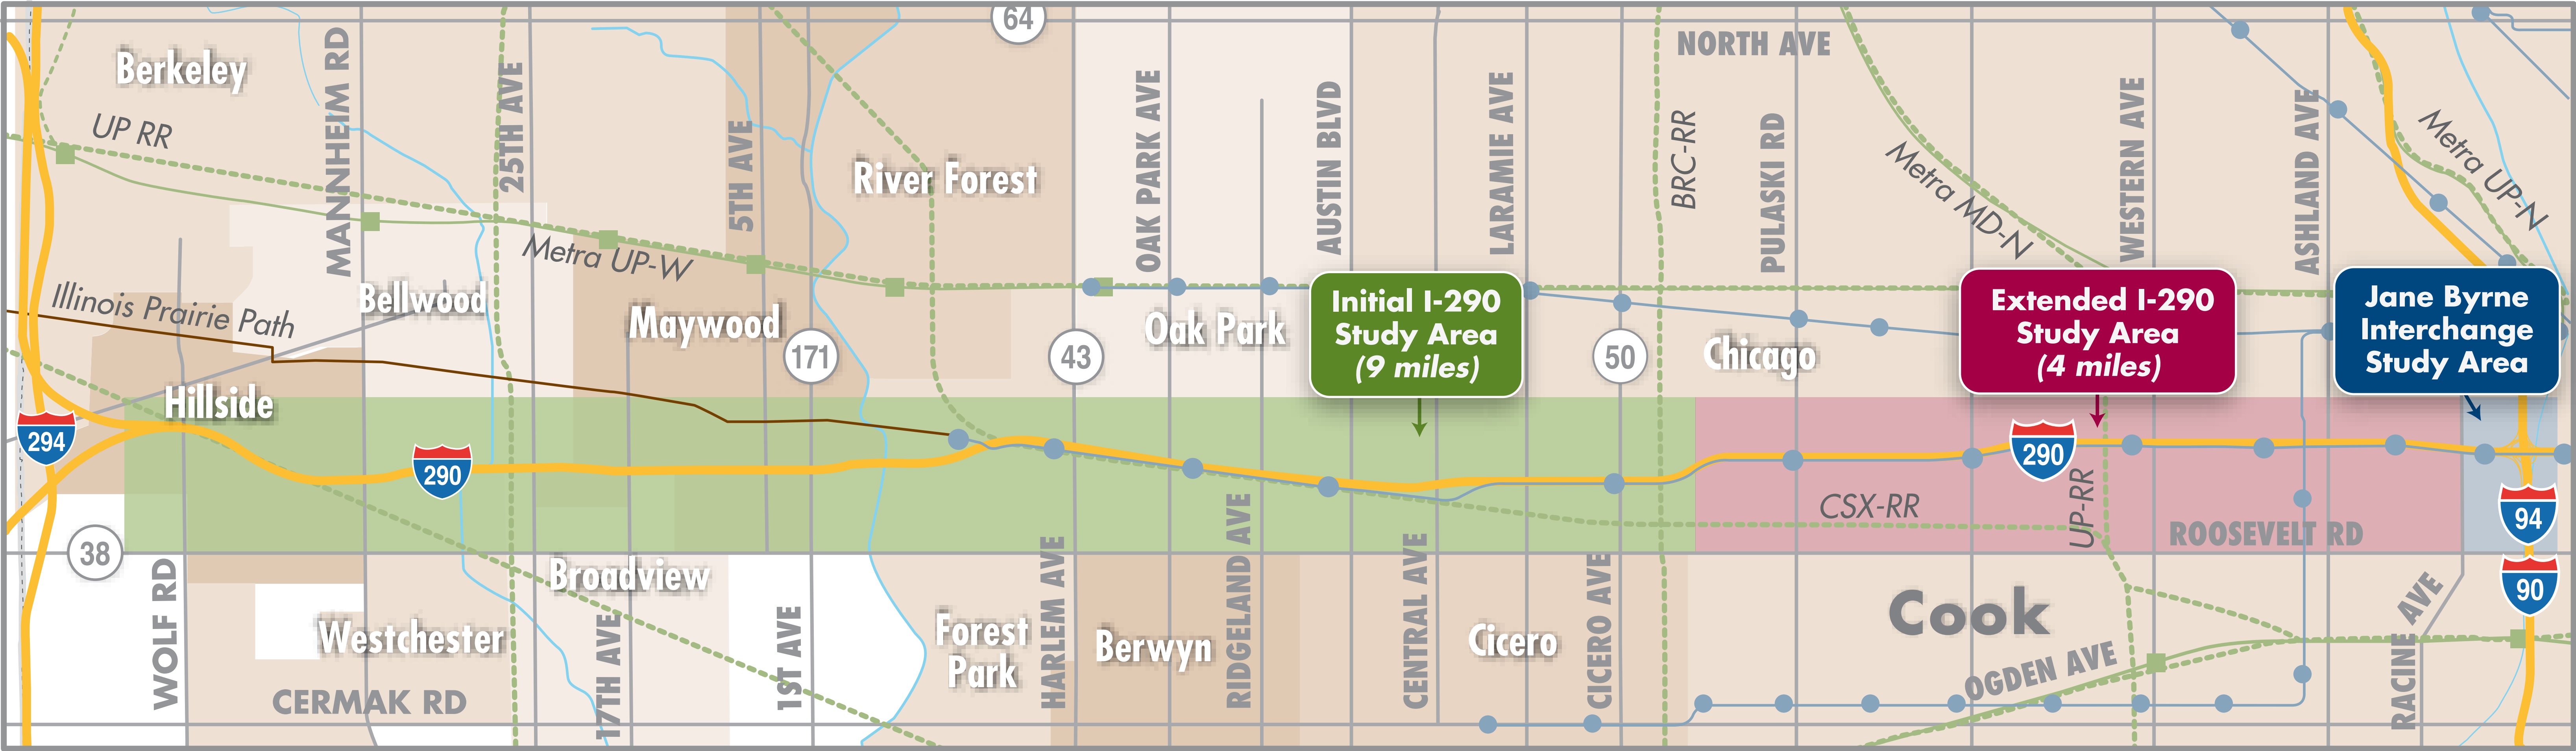 64
NORTH AVE
Berkeley
MANNHEIM RD
25TH AVE
UP RR
5TH AVE
River Forest
OAK PARK AVE
AUSTIN BLVD
LARAMIE AVE
BRC-RR
PULASKI RD
Metra MD-N
WESTERN AVE
ASHLAND AVE
Metra UP-N
Metra UP-W
Illinois Prairie Path
Bellwood
Maywood
171
43
Oak Park
Initial I-290
Study Area
(9 miles)
50
Chicago
Extended I-290
Study Area
(4 miles)
Jane Byrne
Interchange
Study Area
Hillside
294
290
290
CSX-RR
UP-RR
ROOSEVELT RD
94
38
WOLF RD
Westchester
CERMAK RD
Broadview
17TH AVE
1ST AVE
Forest
Park
HARLEM AVE
Berwyn
RIDGELAND AVE
CENTRAL AVE
Cicero
CICERO AVE
Cook
OGDEN AVE
RACINE AVE
90